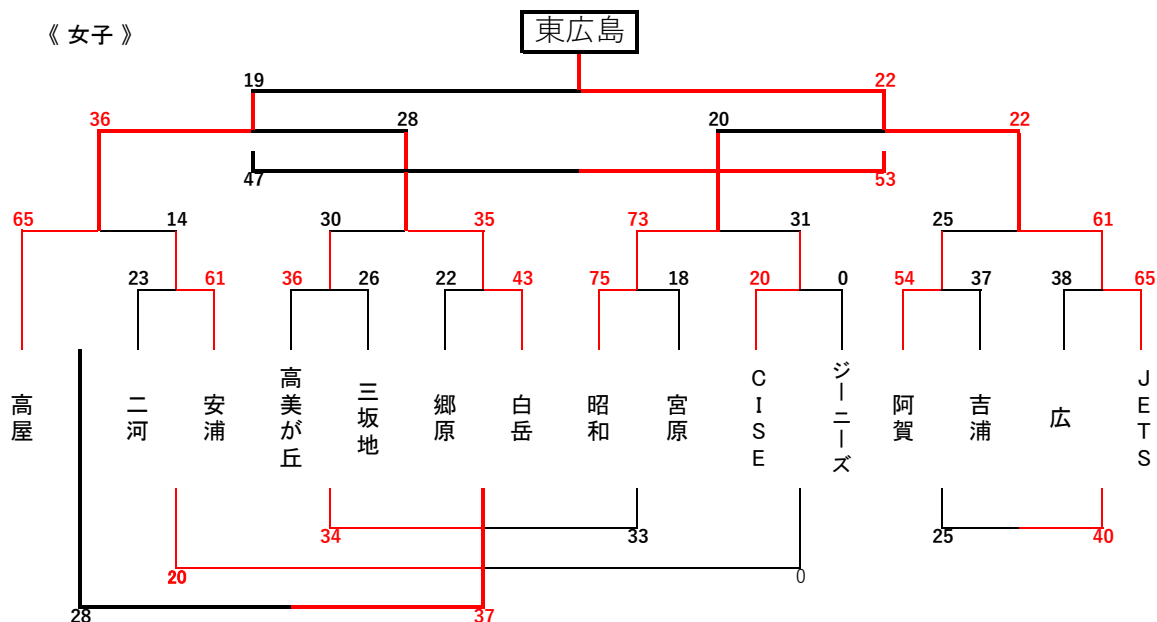 《 女子 》
東広島
19 22
36 28 20 22
47 53
65 14 30 35 73 31 25 61
23 61 36 26 22 43 75 18 20 0 54 37 38 65
高屋
二河
安浦
高美が丘
三坂地
郷原
白岳
昭和
宮原
CISE
ジーニーズ
阿賀
吉浦
広
JETS
34 33 25 40
20 0
28 37